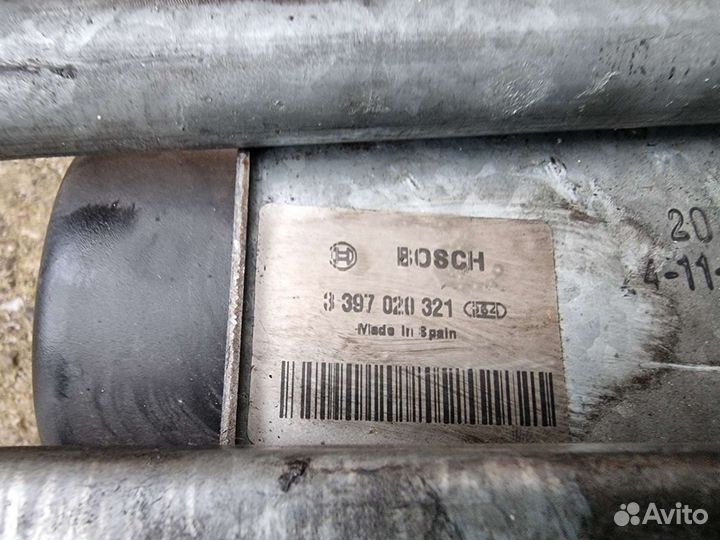 BOSCH
3 397 020 321
Made in Spain
20
4-11-
Avito